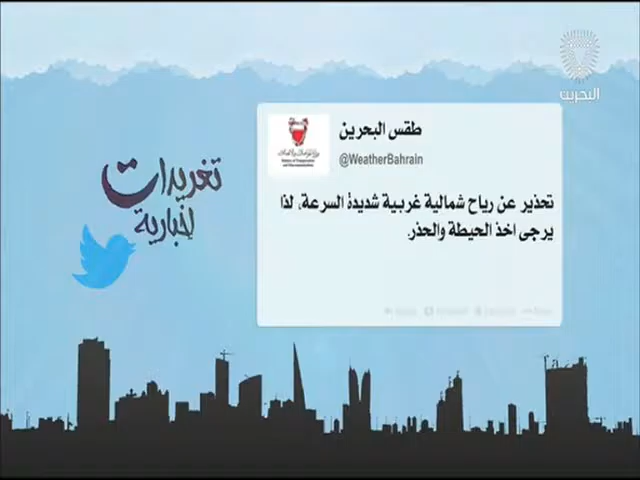 البحرين
طقس البحرين
@WeatherBahrain
تحذير عن رياح شمالية غربية شديدة السرعة، لذا
يرجى اخذ الحيطة والحذر.
تغريدات
إخبارية